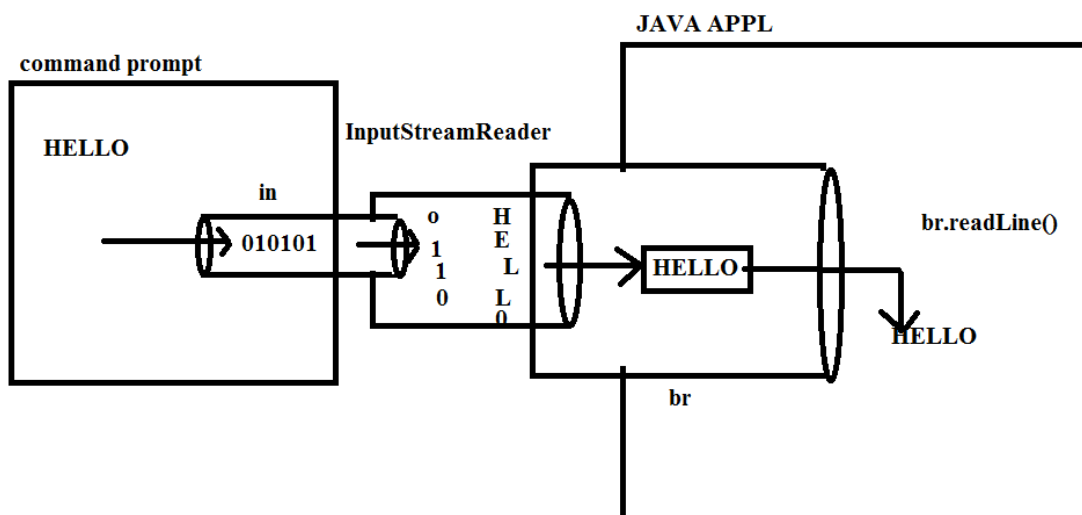 JAVA APPL
command prompt
InputStreamReader
HELLO
in
010101
o
1
1
0
H
E
L
L
0
HELLO
br.readLine()
HELLO
br